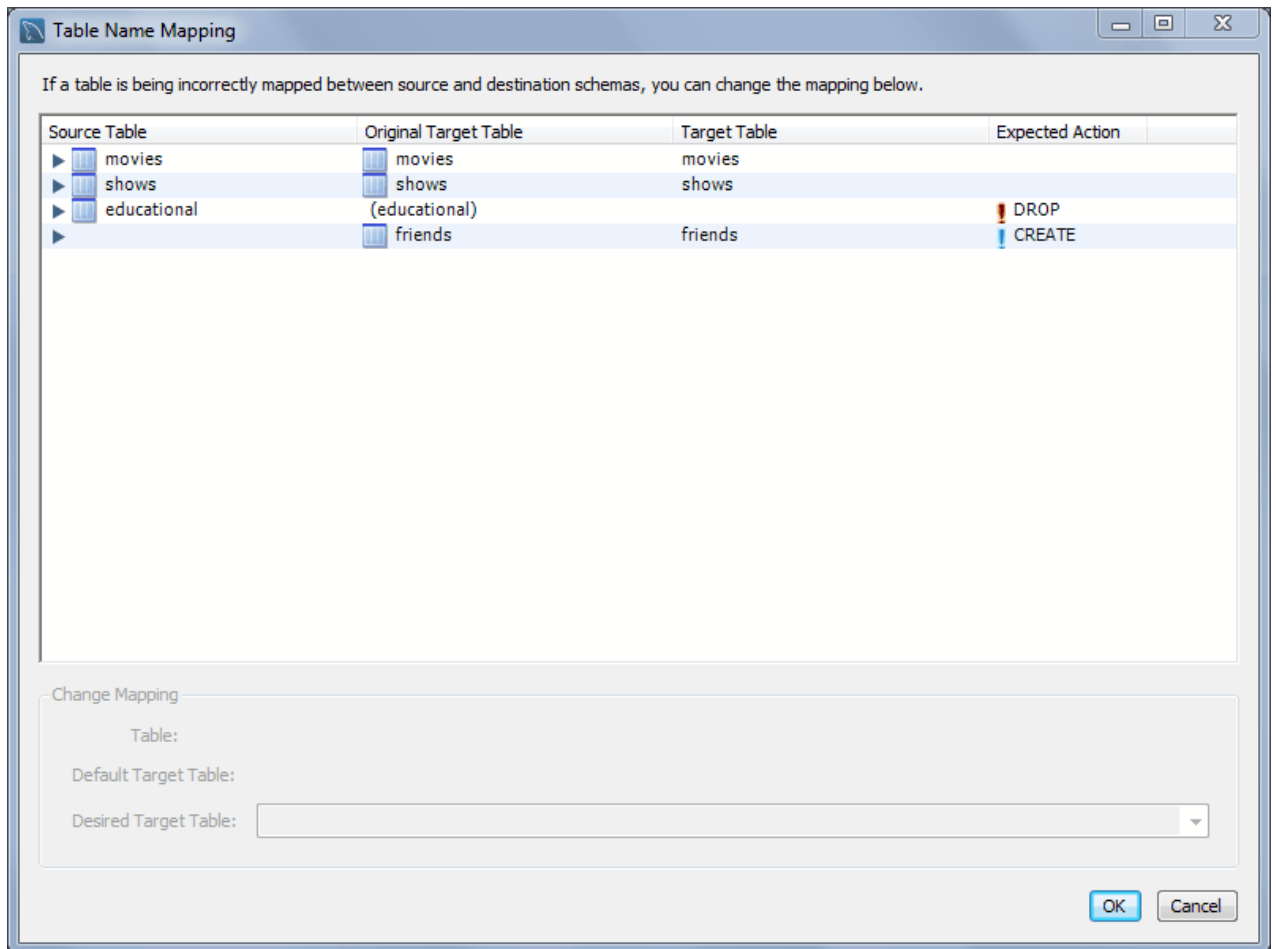 Table Name Mapping
If a table is being incorrectly mapped between source and destination schemas, you can change the mapping below.
Source Table Original Target Table Target Table Expected Action
movies movies movies
shows shows shows
educational (educational) DROP
friends friends CREATE
Change Mapping
Table:
Default Target Table:
Desired Target Table:
OK Cancel